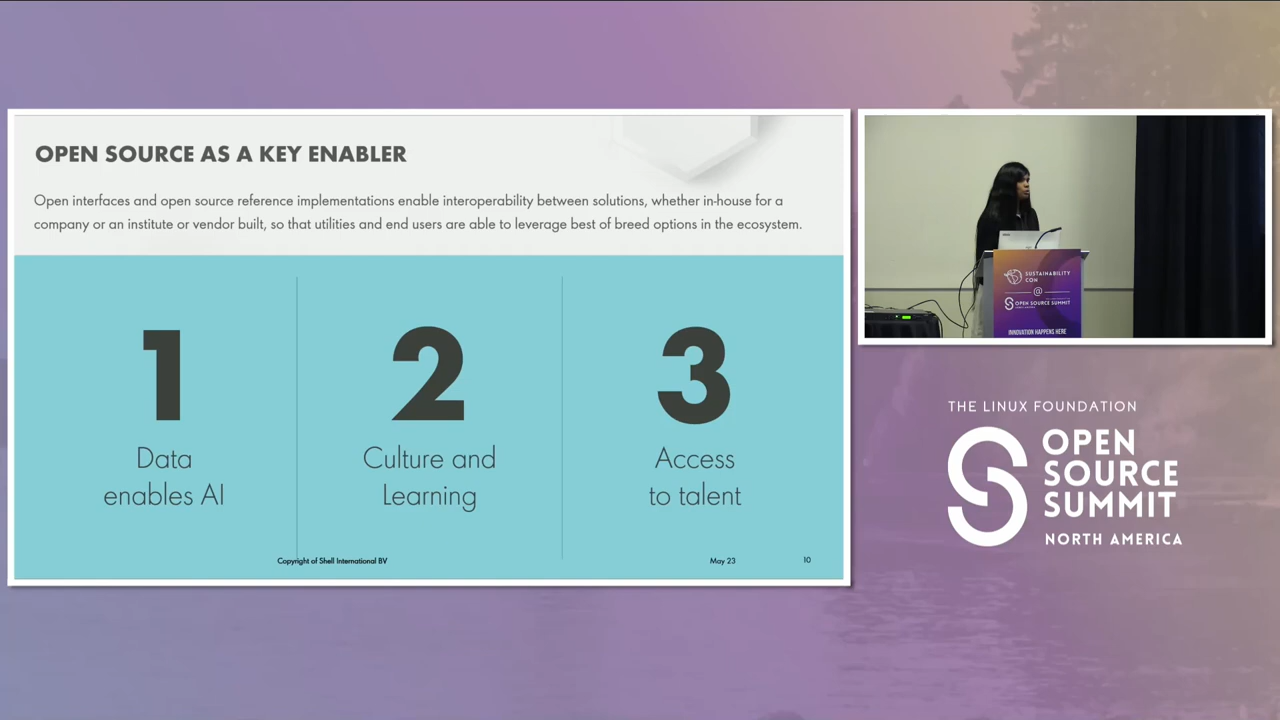 OPEN SOURCE AS A KEY ENABLER
Open interfaces and open source reference implementations enable interoperability between solutions, whether in-house for a
company or an institute or vendor built, so that utilities and end users are able to leverage best of breed options in the ecosystem.
1
Data
enables AI
2
Culture and
Learning
3
Access
to talent
Copyright of Shell International BV
May 23
10
SUSTAINABILITY
CON
@
OPEN SOURCE SUMMIT
INNOVATION HAPPENS HERE
THE LINUX FOUNDATION
OPEN
SOURCE
SUMMIT
NORTH AMERICA